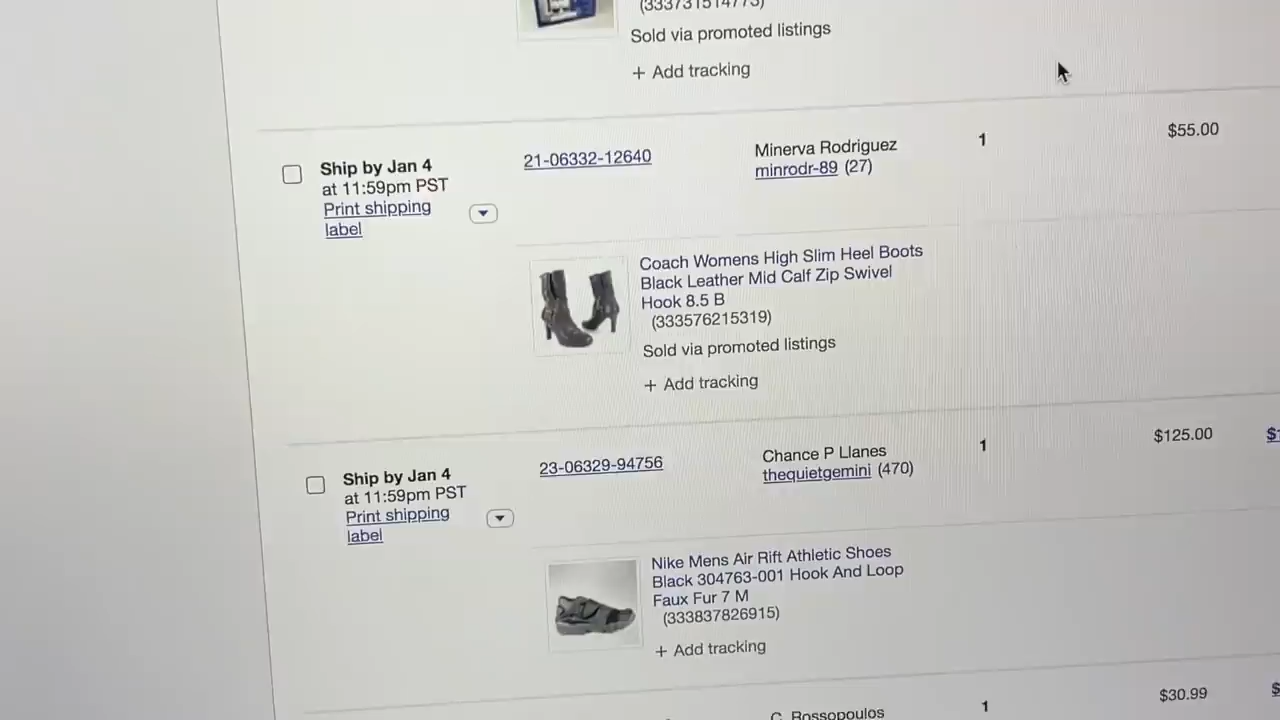 (333731514773)
Sold via promoted listings
+ Add tracking
Ship by Jan 4
at 11:59pm PST
Print shipping
label
21-06332-12640
Minerva Rodriguez
minrodr-89 (27)
1
$55.00
Coach Womens High Slim Heel Boots
Black Leather Mid Calf Zip Swivel
Hook 8.5 B
(333576215319)
Sold via promoted listings
+ Add tracking
Ship by Jan 4
at 11:59pm PST
Print shipping
label
23-06329-94756
Chance P Llanes
thequietgemini (470)
1
$125.00
Nike Mens Air Rift Athletic Shoes
Black 304763-001 Hook And Loop
Faux Fur 7 M
(333837826915)
+ Add tracking
C. Rossopoulos
1
$30.99